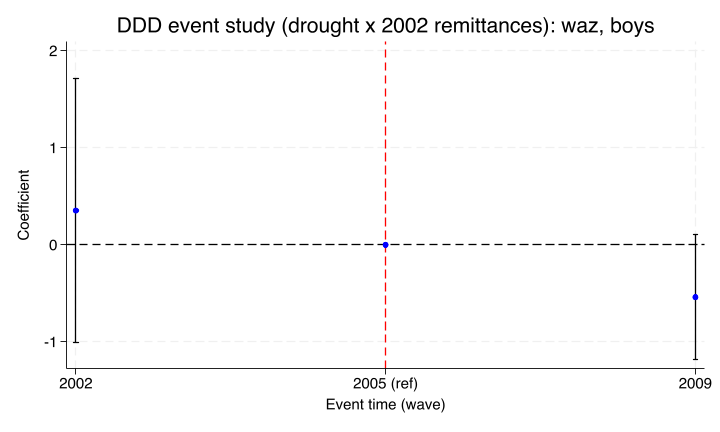 DDD event study (drought x 2002 remittances): waz, boys
2
1
0
-1
Coefficient
2002
2005 (ref)
2009
Event time (wave)